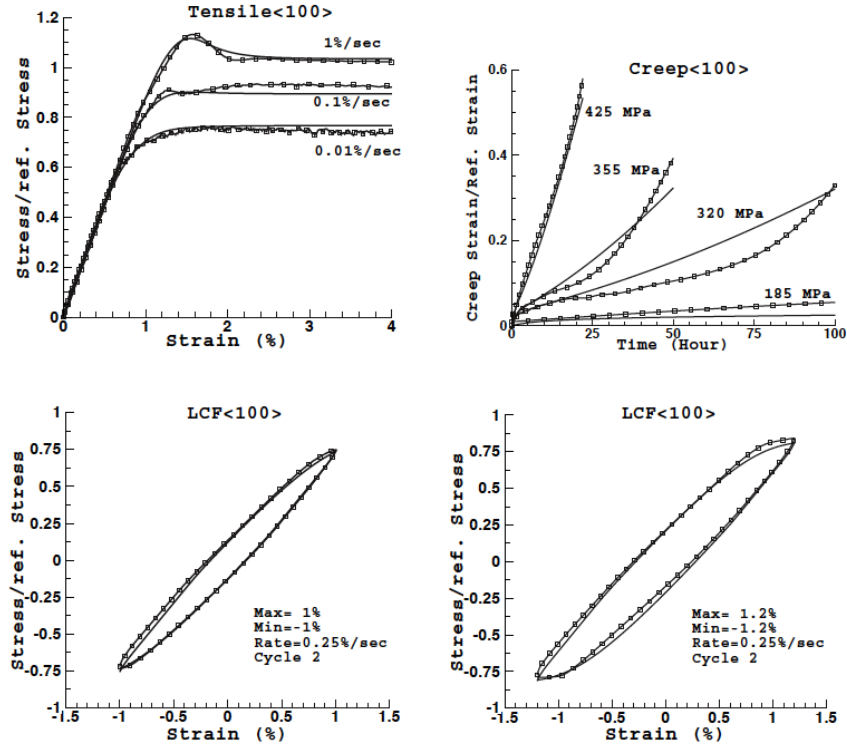 Tensile<100>
Stress/ref. Stress
1.2
1
0.8
0.6
0.4
0.2
0
1%/sec
0.1%/sec
0.01%/sec
0
1
2
3
4
Strain (%)
Creep<100>
Creep Strain/Ref. Strain
0.6
0.4
0.2
0
425 MPa
355 MPa
320 MPa
185 MPa
0
25
50
75
100
Time (Hour)
LCF<100>
Stress/ref. Stress
1
0.75
0.5
0.25
0
-0.25
-0.5
-0.75
-1
Max= 1%
Min=-1%
Rate=0.25%/sec
Cycle 2
-1.5
-1
-0.5
0
0.5
1
1.5
Strain (%)
LCF<100>
Stress/ref. Stress
1
0.75
0.5
0.25
0
-0.25
-0.5
-0.75
-1
Max= 1.2%
Min=-1.2%
Rate=0.25%/sec
Cycle 2
-1.5
-1
-0.5
0
0.5
1
1.5
Strain (%)